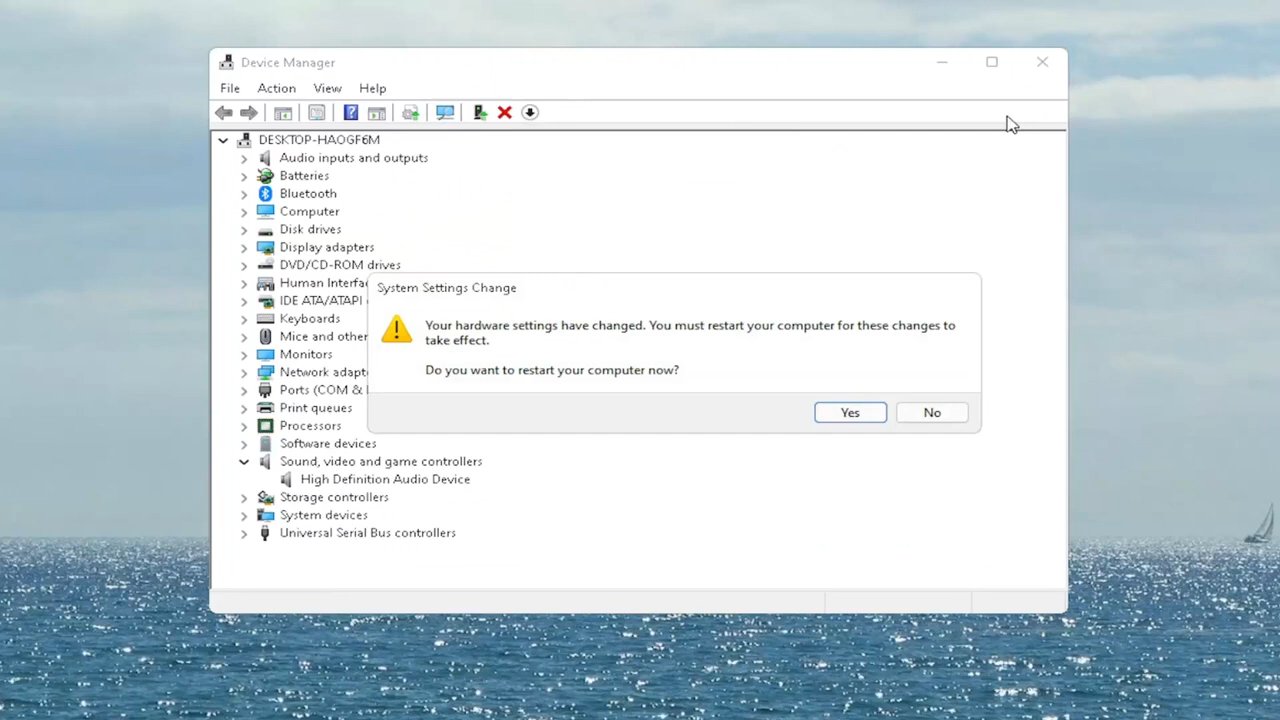 Device Manager
File Action View Help
DESKTOP-HAOGF6M
Audio inputs and outputs
Batteries
Bluetooth
Computer
Disk drives
Display adapters
DVD/CD-ROM drives
Human Interfa
IDE ATA/ATAPI
Keyboards
Mice and other
Monitors
Network adapt
Ports (COM &
Print queues
Processors
Software devices
Sound, video and game controllers
High Definition Audio Device
Storage controllers
System devices
Universal Serial Bus controllers
System Settings Change
Your hardware settings have changed. You must restart your computer for these changes to
take effect.
Do you want to restart your computer now?
Yes No